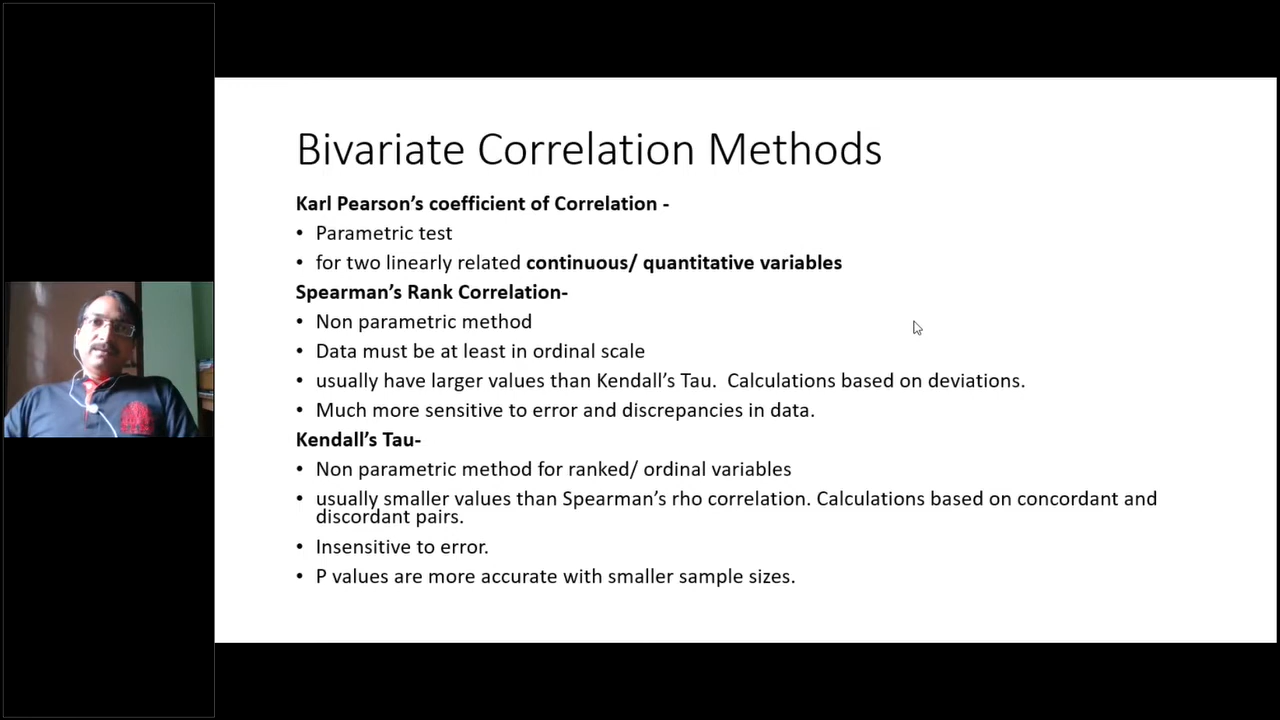 Bivariate Correlation Methods
Karl Pearson’s coefficient of Correlation -
• Parametric test
• for two linearly related continuous/ quantitative variables
Spearman’s Rank Correlation-
• Non parametric method
• Data must be at least in ordinal scale
• usually have larger values than Kendall’s Tau.  Calculations based on deviations.
• Much more sensitive to error and discrepancies in data.
Kendall’s Tau-
• Non parametric method for ranked/ ordinal variables
• usually smaller values than Spearman’s rho correlation. Calculations based on concordant and
discordant pairs.
• Insensitive to error.
• P values are more accurate with smaller sample sizes.